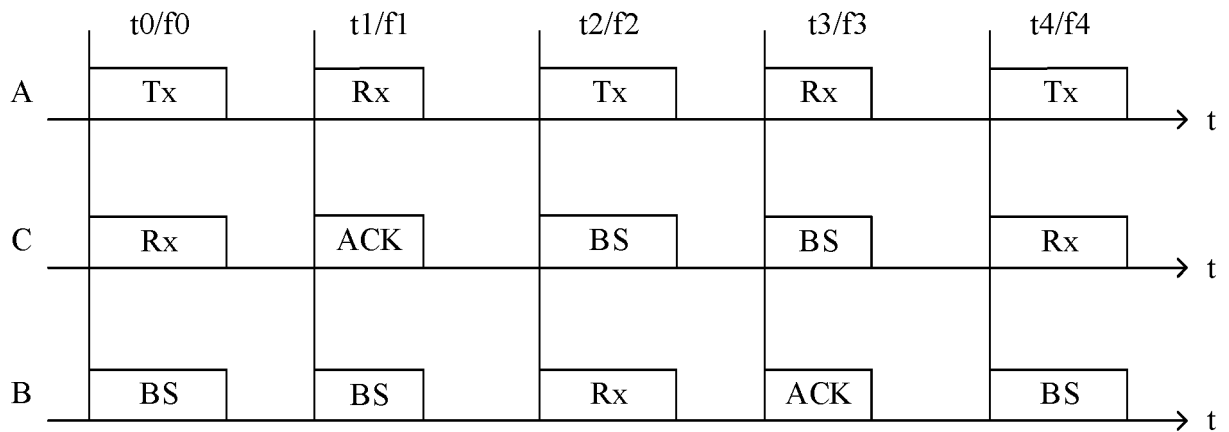 t0/f0 t1/f1 t2/f2 t3/f3 t4/f4
A Tx Rx Tx Rx Tx t
C Rx ACK BS BS Rx t
B BS BS Rx ACK BS t